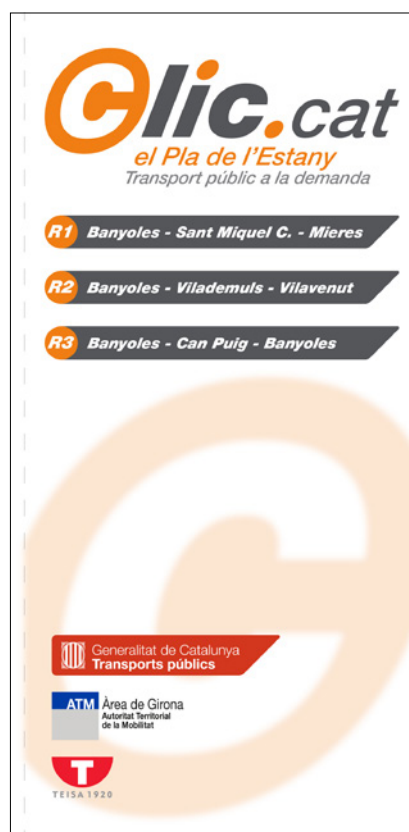 Clic.cat
el Pla de l'Estany
Transport públic a la demanda
R1 Banyoles - Sant Miquel C. - Mieres
R2 Banyoles - Vilademuls - Vilavenut
R3 Banyoles - Can Puig - Banyoles
Generalitat de Catalunya
Transports públics
ATM Àrea de Girona
Autoritat Territorial
de la Mobilitat
T
TEISA 1920